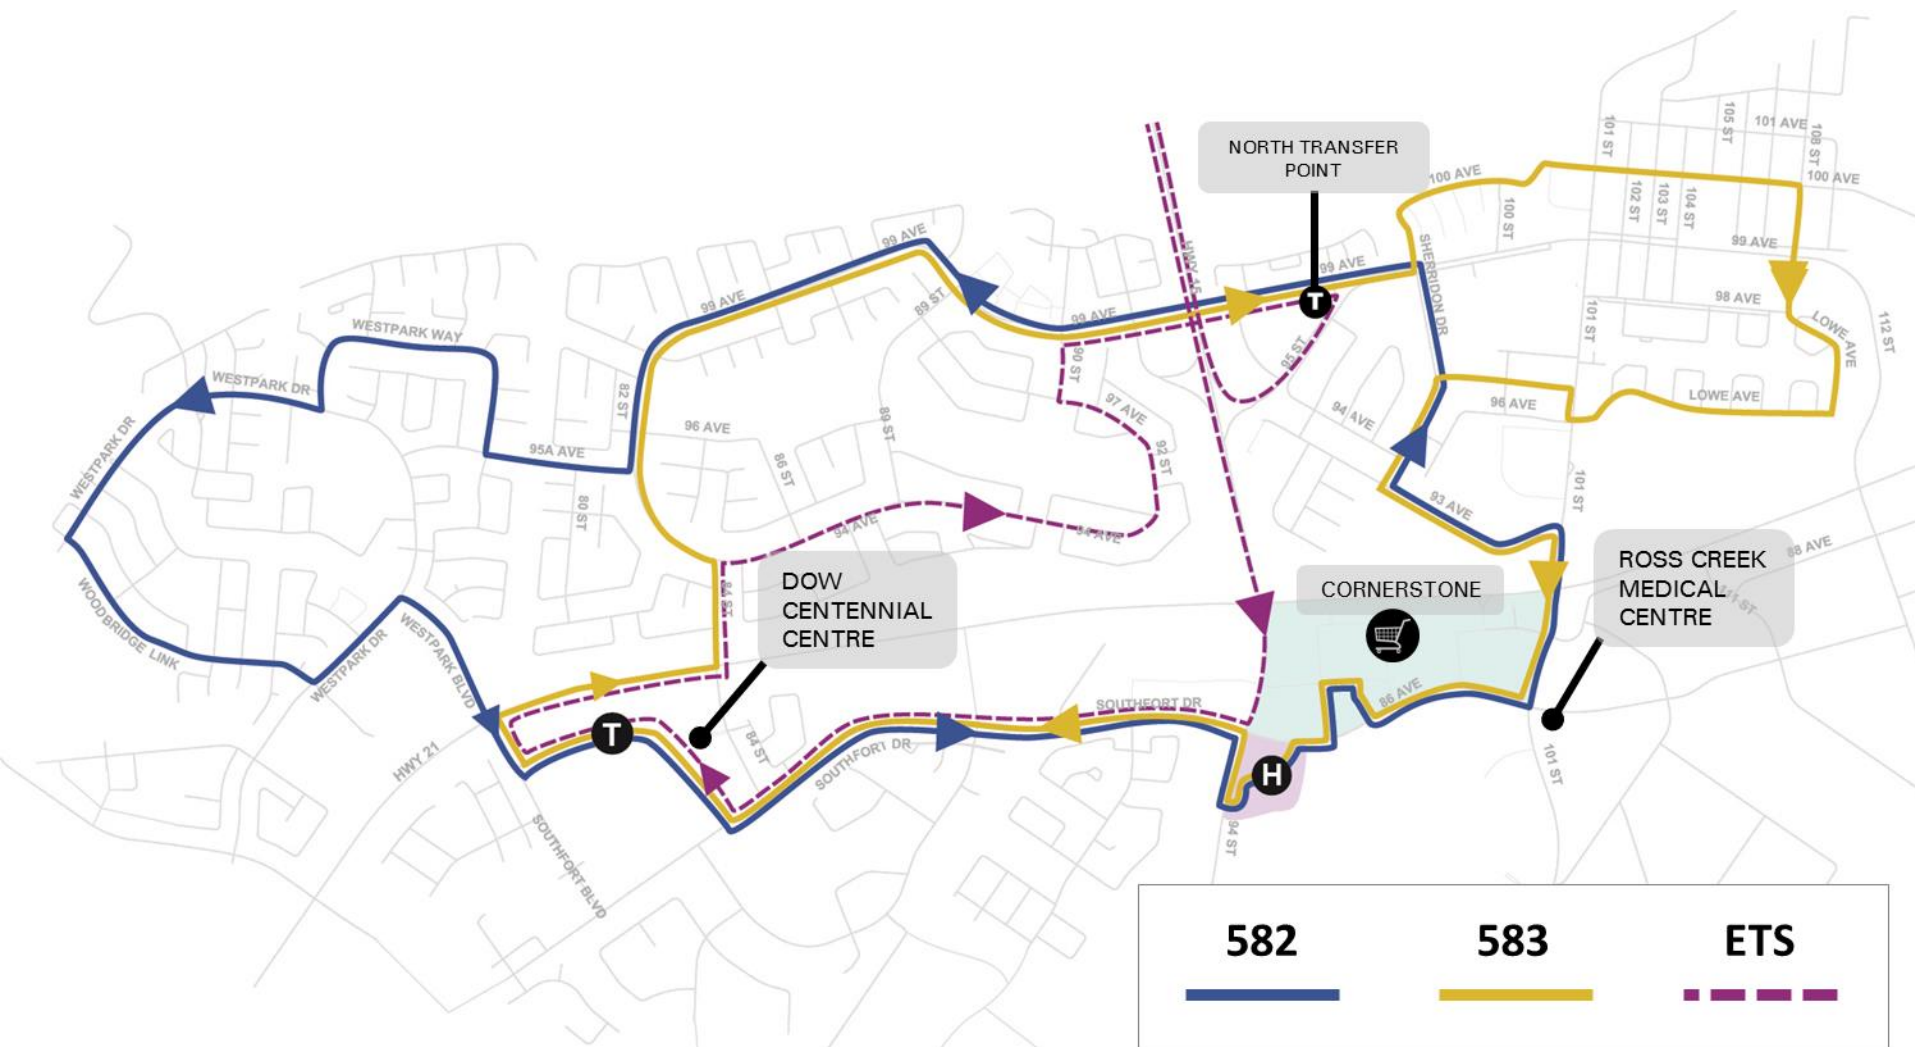 NORTH TRANSFER
POINT
101 ST
105 ST
101 AVE
108 ST
100 AVE
100 AVE
102 ST
103 ST
104 ST
100 ST
99 AVE
99 AVE
SHERRIDON DR
99 AVE
HWY 15
T
99 AVE
89 ST
99 AVE
98 AVE
101 ST
LOWE AVE
112 ST
WESTPARK WAY
WESTPARK DR
82 ST
90 ST
95 ST
97 AVE
94 AVE
96 AVE
LOWE AVE
WESTPARK DR
95A AVE
96 AVE
89 ST
86 ST
92 ST
80 ST
94 AVE
94 AVE
93 AVE
101 ST
88 AVE
111 ST
ROSS CREEK
MEDICAL
CENTRE
CORNERSTONE
DOW
CENTENNIAL
CENTRE
84 ST
WOODBRIDGE LINK
WESTPARK DR
WESTPARK BLVD
86 AVE
SOUTHFORT DR
T
84 ST
SOUTHFORT DR
HWY 21
H
101 ST
94 ST
SOUTHFORT BLVD
582
583
ETS